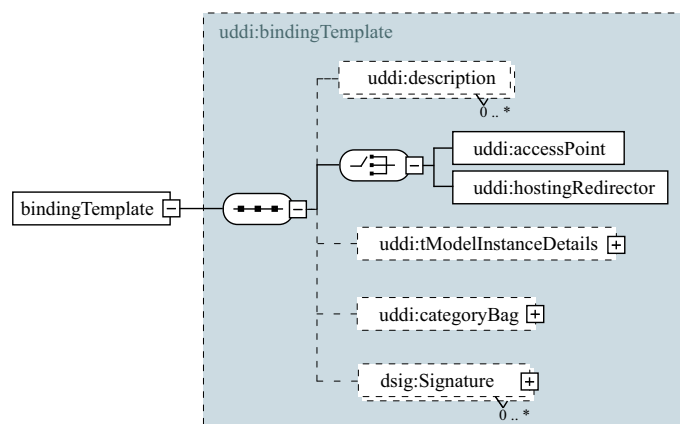 uddi:bindingTemplate
uddi:description
0 .. *
uddi:accessPoint
uddi:hostingRedirector
bindingTemplate
uddi:tModelInstanceDetails
uddi:categoryBag
dsig:Signature
0 .. *